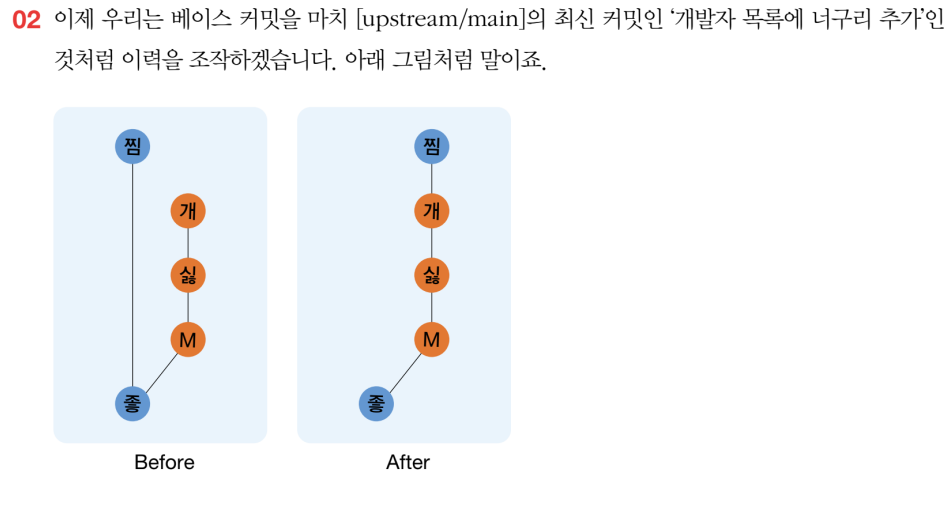 02 이제 우리는 베이스 커밋을 마치 [upstream/main]의 최신 커밋인 ‘개발자 목록에 너구리 추가’인
것처럼 이력을 조작하겠습니다. 아래 그림처럼 말이죠.
찜
개
싫
M
좋
Before
찜
개
싫
M
좋
After